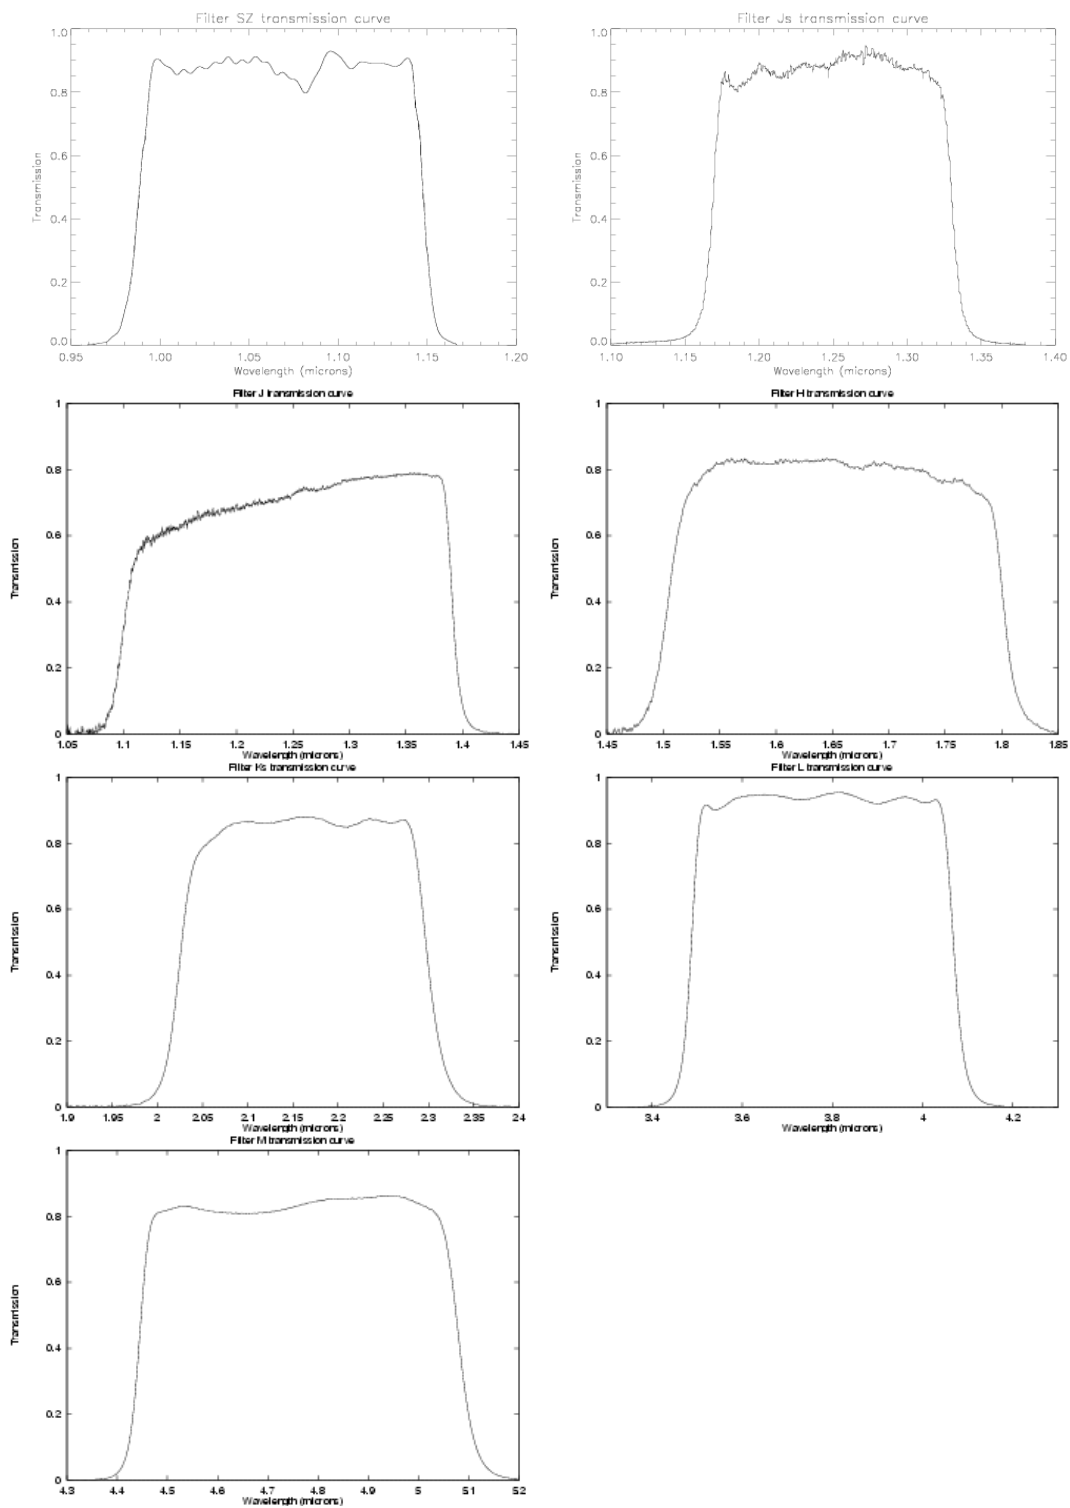 Filter SZ transmission curve
1.0
0.8
0.6
0.4
0.2
0.0
Transmission
0.95 1.00 1.05 1.10 1.15 1.20
Wavelength (microns)
Filter Js transmission curve
1.0
0.8
0.6
0.4
0.2
0.0
Transmission
1.10 1.15 1.20 1.25 1.30 1.35 1.40
Wavelength (microns)
Filter J transmission curve
1
0.8
0.6
0.4
0.2
0
Transmission
1.05 1.1 1.15 1.2 1.25 1.3 1.35 1.4 1.45
Wavelength (microns)
Filter H transmission curve
1
0.8
0.6
0.4
0.2
0
Transmission
1.45 1.5 1.55 1.6 1.65 1.7 1.75 1.8 1.85
Wavelength (microns)
Filter Ks transmission curve
1
0.8
0.6
0.4
0.2
0
Transmission
1.9 1.95 2 2.05 2.1 2.15 2.2 2.25 2.3 2.35 2.4
Wavelength (microns)
Filter L transmission curve
1
0.8
0.6
0.4
0.2
0
Transmission
3.4 3.6 3.8 4 4.2
Wavelength (microns)
Filter M transmission curve
1
0.8
0.6
0.4
0.2
0
Transmission
4.3 4.4 4.5 4.6 4.7 4.8 4.9 5 5.1 5.2
Wavelength (microns)